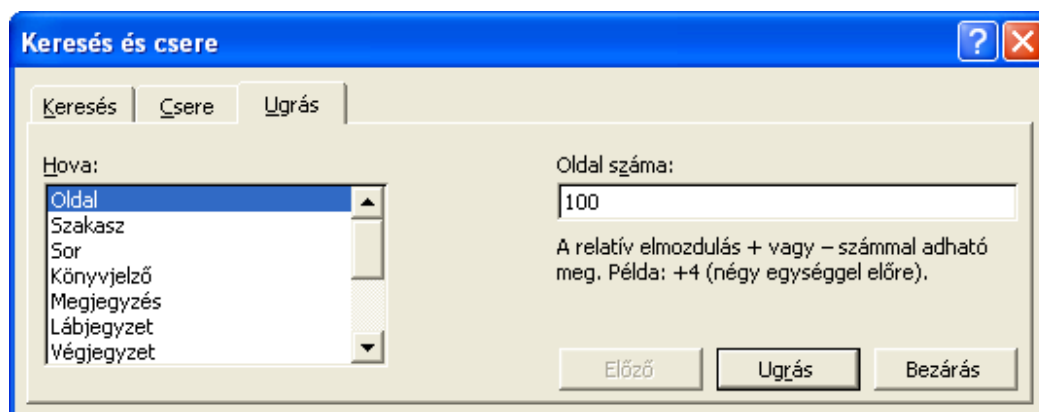 Keresés és csere
Keresés
Csere
Ugrás
Hova:
Oldal
Szakasz
Sor
Könyvjelző
Megjegyzés
Lábjegyzet
Végjegyzet
Oldal száma:
100
A relatív elmozdulás + vagy – számmal adható
meg. Példa: +4 (négy egységgel előre).
Előző
Ugrás
Bezárás